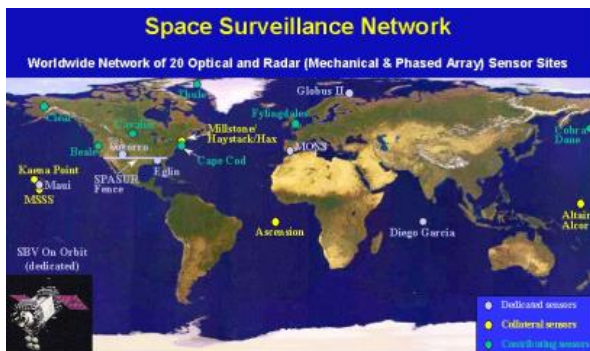 Space Surveillance Network
Worldwide Network of 20 Optical and Radar (Mechanical & Phased Array) Sensor Sites
Thule
Globus II
Clear
Cavalier
Millstone/
Haystack/Hax
Fylingdales
Cobra
Dane
Beale
Socorro
Cape Cod
MOSS
Kaena Point
Maui
MSSS
SPASUR
Fence
Eglin
Altair
Alcor
Ascension
Diego Garcia
SBV On Orbit
(dedicated)
Dedicated sensors
Collateral sensors
Contributing sensors